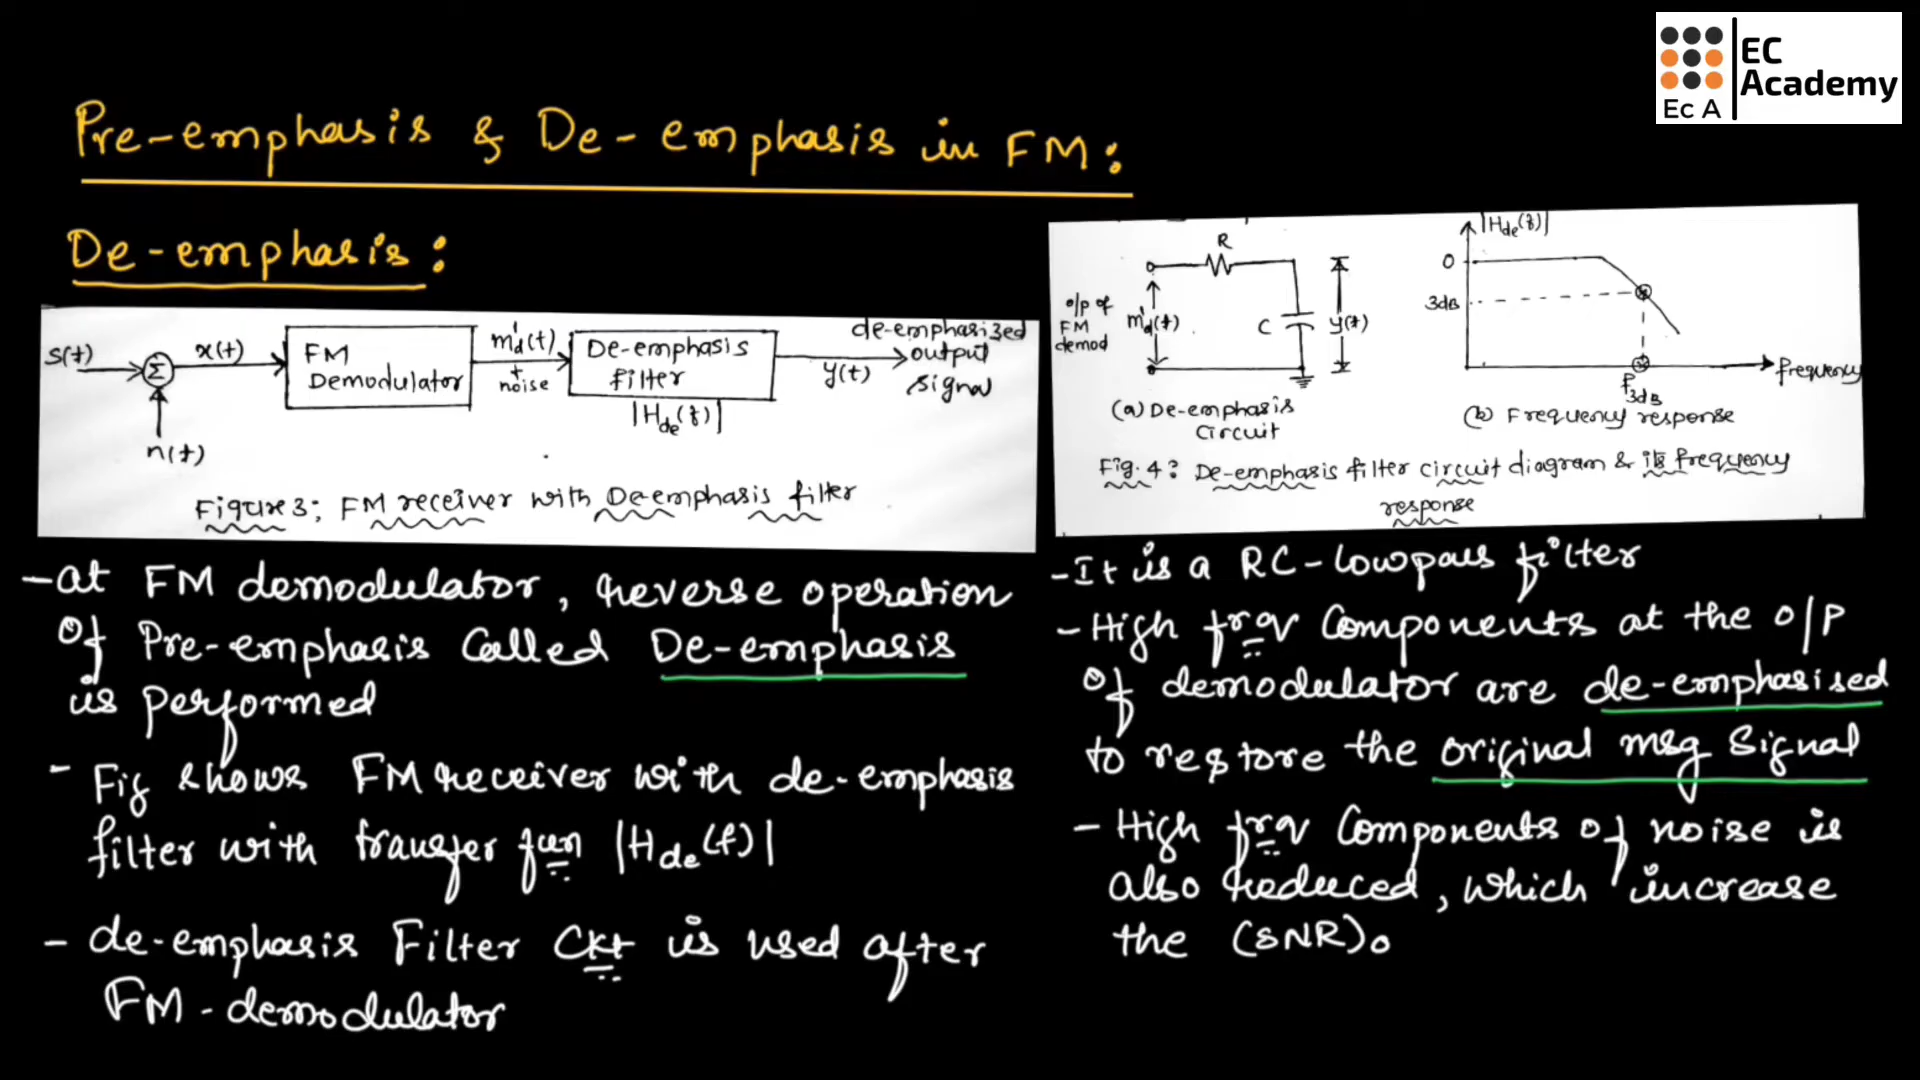 EC
Academy
Ec A
Pre-emphasis & De-emphasis in FM:
De-emphasis:
s(t)
Σ
x(t)
n(t)
FM
Demodulator
m'd(t)
+
noise
De-emphasis
filter
|Hde(f)|
y(t)
de-emphasized
output
signal
Figure 3: FM receiver with De-emphasis filter
o/p of
FM
demod
m'd(t)
R
C
y(t)
(a) De-emphasis
circuit
|Hde(f)|
0
3dB
f3dB
frequency
(b) Frequency response
Fig. 4: De-emphasis filter circuit diagram & its frequency
response
- at FM demodulator, reverse operation
of Pre-emphasis called De-emphasis
is performed
- Fig shows FM receiver with de-emphasis
filter with transfer fun |Hde(f)|
- de-emphasis Filter Ckt is used after
FM-demodulator
- It is a RC-Lowpass filter
- High frqv Components at the o/p
of demodulator are de-emphasised
to restore the original msg signal
- High frqv Components of noise is
also reduced, which increase
the (SNR)o